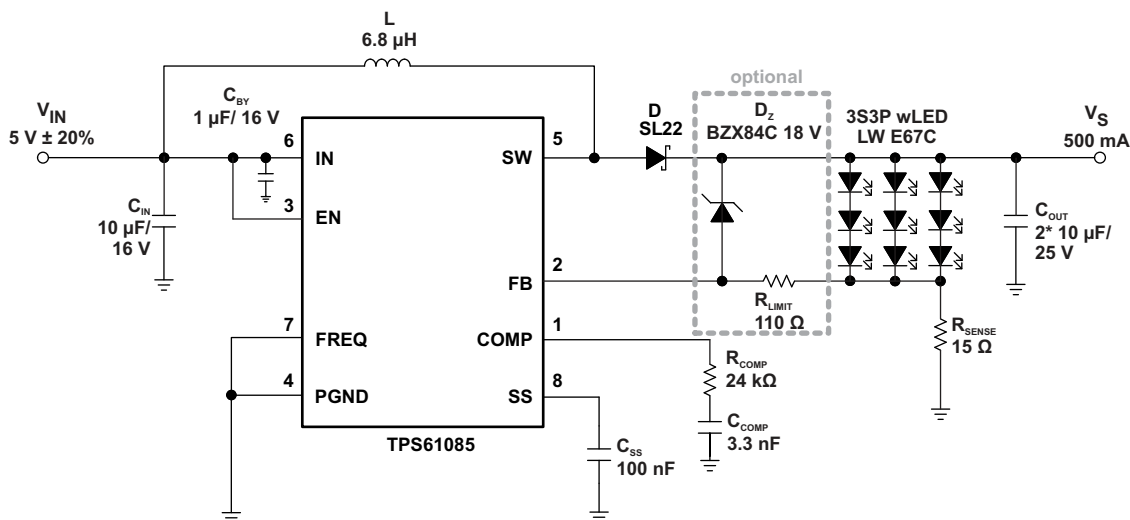 L
6.8 µH
optional
V_IN
5 V ± 20%
C_BY
1 µF/ 16 V
D
SL22
D_Z
BZX84C 18 V
3S3P wLED
LW E67C
V_S
500 mA
6
IN
SW
5
3
EN
C_IN
10 µF/
16 V
C_OUT
2* 10 µF/
25 V
FB
2
R_LIMIT
110 Ω
7
FREQ
COMP
1
R_SENSE
15 Ω
R_COMP
24 kΩ
4
PGND
SS
8
C_COMP
3.3 nF
TPS61085
C_SS
100 nF